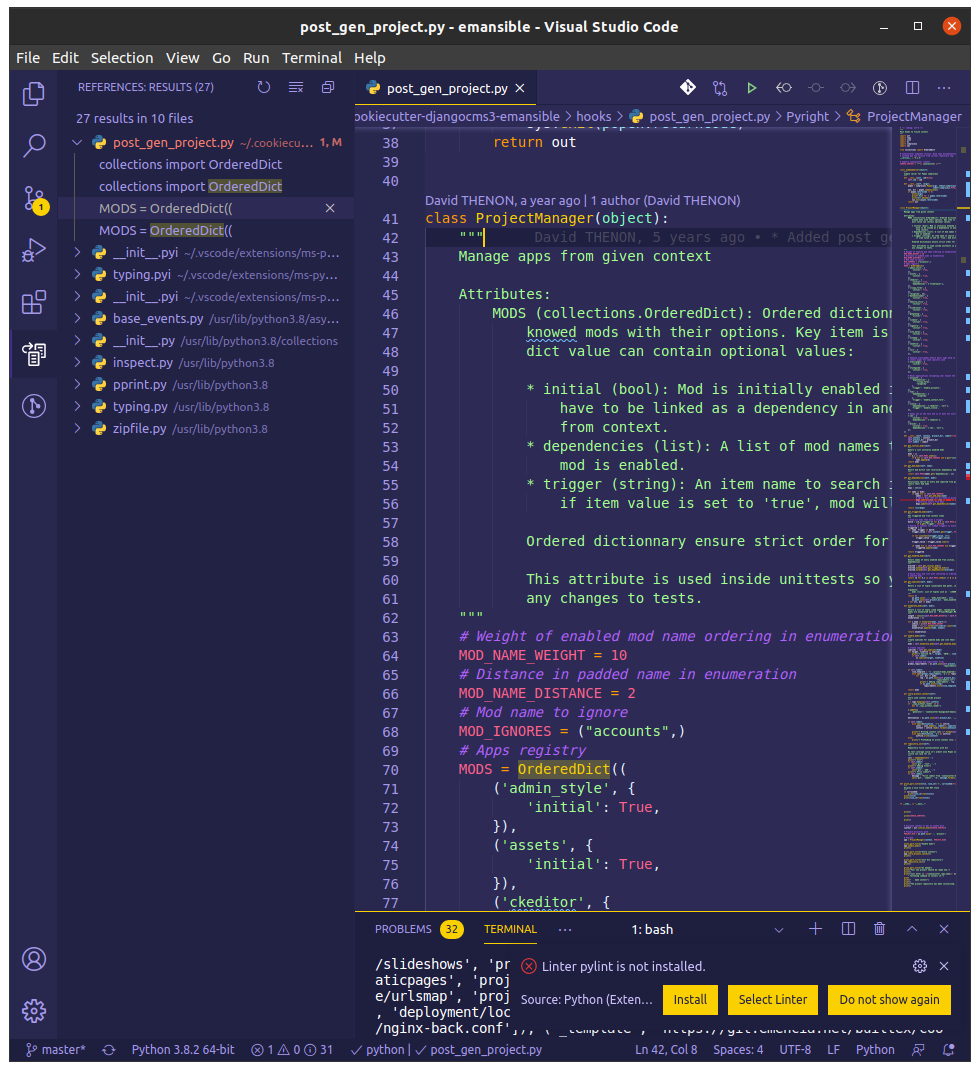 post_gen_project.py - emansible - Visual Studio Code
File Edit Selection View Go Run Terminal Help
REFERENCES: RESULTS (27)
27 results in 10 files
post_gen_project.py ~/.cookiecu... 1, M
collections import OrderedDict
collections import OrderedDict
MODS = OrderedDict((
MODS = OrderedDict((
__init__.pyi ~/.vscode/extensions/ms-p...
typing.pyi ~/.vscode/extensions/ms-py...
__init__.pyi ~/.vscode/extensions/ms-p...
base_events.py /usr/lib/python3.8/asy...
__init__.py /usr/lib/python3.8/collections
inspect.py /usr/lib/python3.8
pprint.py /usr/lib/python3.8
typing.py /usr/lib/python3.8
zipfile.py /usr/lib/python3.8
1
post_gen_project.py
ookiecutter-djangocms3-emansible > hooks > post_gen_project.py > Pyright > ProjectManager
38 return out
39
40
David THENON, a year ago | 1 author (David THENON)
41 class ProjectManager(object):
42 """ David THENON, 5 years ago • * Added post ge
43 Manage apps from given context
44
45 Attributes:
46 MODS (collections.OrderedDict): Ordered dictionn
47 knowed mods with their options. Key item is
48 dict value can contain optional values:
49
50 * initial (bool): Mod is initially enabled i
51 have to be linked as a dependency in and
52 from context.
53 * dependencies (list): A list of mod names t
54 mod is enabled.
55 * trigger (string): An item name to search i
56 if item value is set to 'true', mod wil
57
58 Ordered dictionnary ensure strict order for
59
60 This attribute is used inside unittests so y
61 any changes to tests.
62 """
63 # Weight of enabled mod name ordering in enumeration
64 MOD_NAME_WEIGHT = 10
65 # Distance in padded name in enumeration
66 MOD_NAME_DISTANCE = 2
67 # Mod name to ignore
68 MOD_IGNORES = ("accounts",)
69 # Apps registry
70 MODS = OrderedDict((
71 ('admin_style', {
72 'initial': True,
73 }),
74 ('assets', {
75 'initial': True,
76 }),
77 ('ckeditor', {
PROBLEMS 32 TERMINAL ··· 1: bash
/slideshows', 'pr
aticpages', 'proj
e/urlsmap', 'proj
, 'deployment/loc
/nginx-back.conf']), ('_template', 'https://git.emencia.net/builtex/coo
Linter pylint is not installed.
Source: Python (Exten... Install Select Linter Do not show again
master* Python 3.8.2 64-bit 1 0 31 python | post_gen_project.py Ln 42, Col 8 Spaces: 4 UTF-8 LF Python